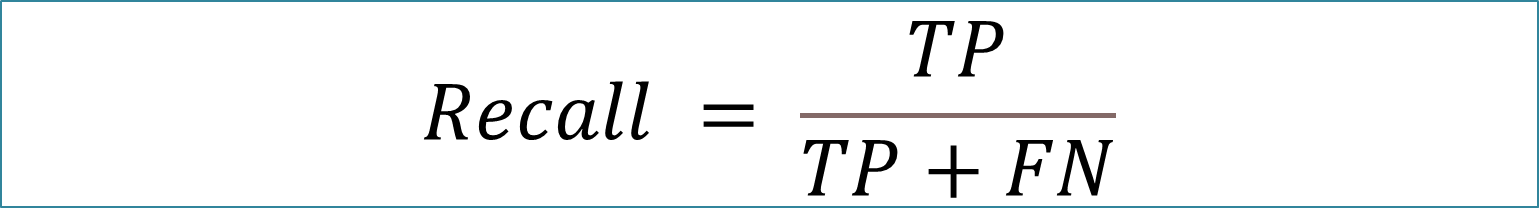 Recall = TP
TP + FN